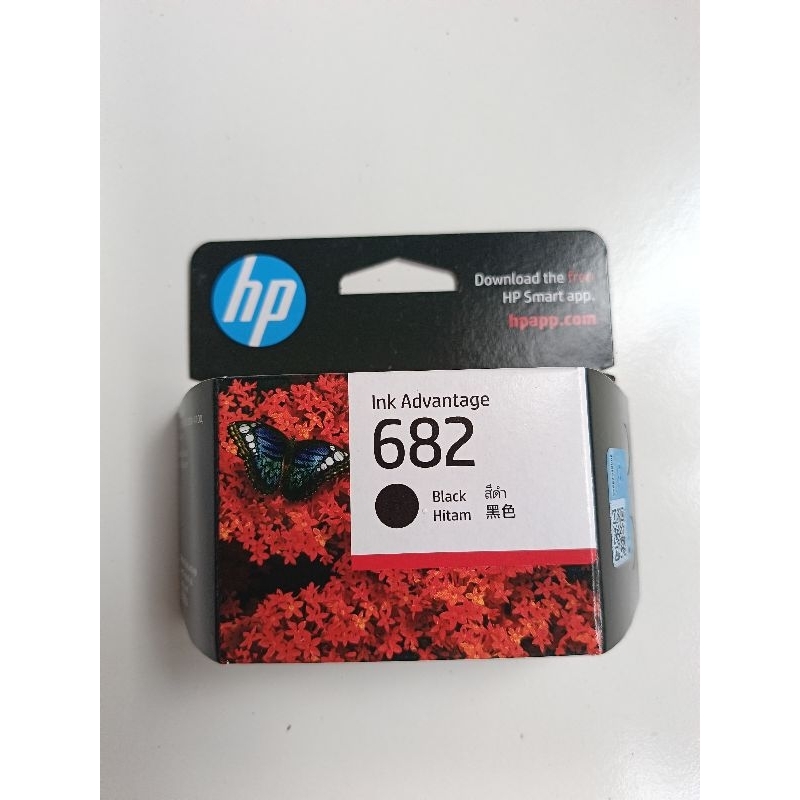 hp
Download the free
HP Smart app.
hpapp.com
Ink Advantage
682
Black สีดำ
Hitam 黑色